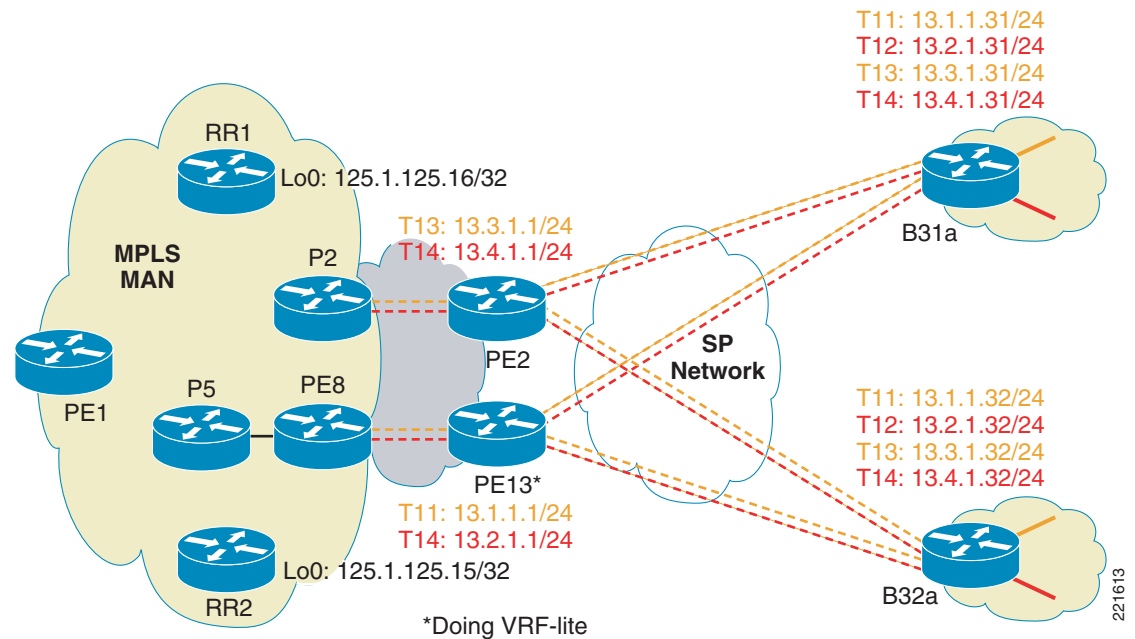 T11: 13.1.1.31/24
T12: 13.2.1.31/24
T13: 13.3.1.31/24
T14: 13.4.1.31/24
RR1
Lo0: 125.1.125.16/32
B31a
T13: 13.3.1.1/24
T14: 13.4.1.1/24
MPLS
MAN
P2
PE2
SP
Network
PE1
P5
PE8
PE13*
T11: 13.1.1.32/24
T12: 13.2.1.32/24
T13: 13.3.1.32/24
T14: 13.4.1.32/24
T11: 13.1.1.1/24
T14: 13.2.1.1/24
Lo0: 125.1.125.15/32
RR2
B32a
*Doing VRF-lite
221613